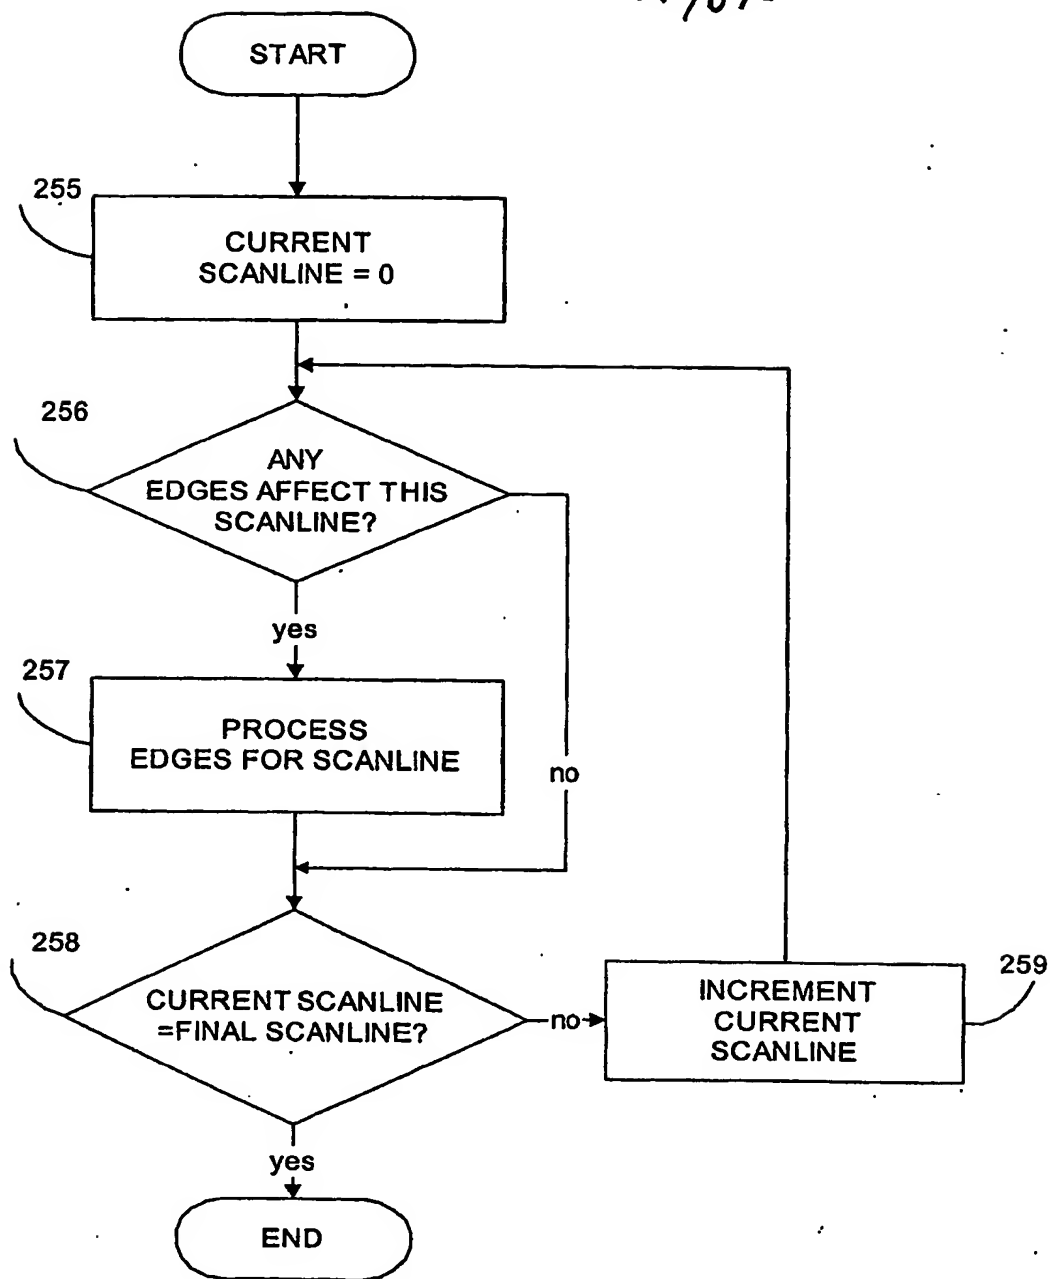 START
255
CURRENT
SCANLINE = 0
256
ANY
EDGES AFFECT THIS
SCANLINE?
yes
257
PROCESS
EDGES FOR SCANLINE
no
258
CURRENT SCANLINE
=FINAL SCANLINE?
no
259
INCREMENT
CURRENT
SCANLINE
yes
END